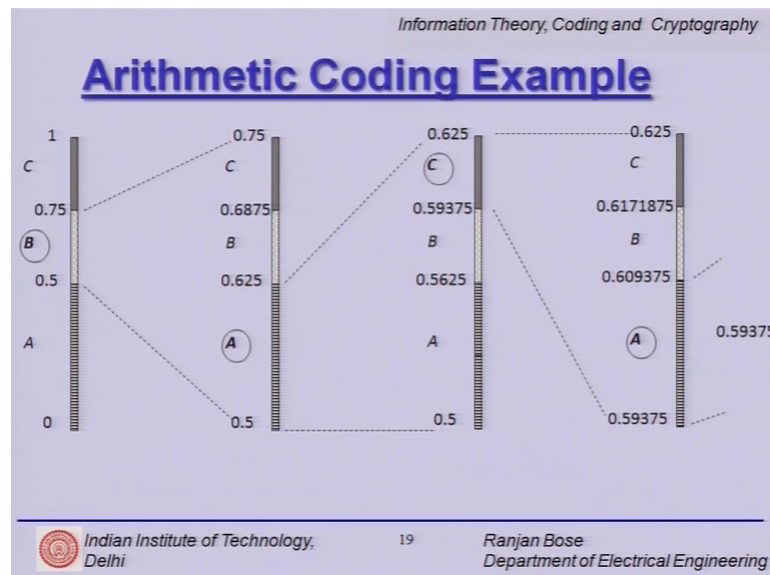 Information Theory, Coding and Cryptography
Arithmetic Coding Example
1 0.75 0.625 0.625
C C C C
0.75 0.6875 0.59375 0.6171875
B B B B
0.5 0.625 0.5625 0.609375
A A A A 0.59375
0 0.5 0.5 0.59375
Indian Institute of Technology, 19 Ranjan Bose
Delhi Department of Electrical Engineering